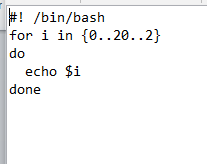 #! /bin/bash
for i in {0..20..2}
do
  echo $i
done